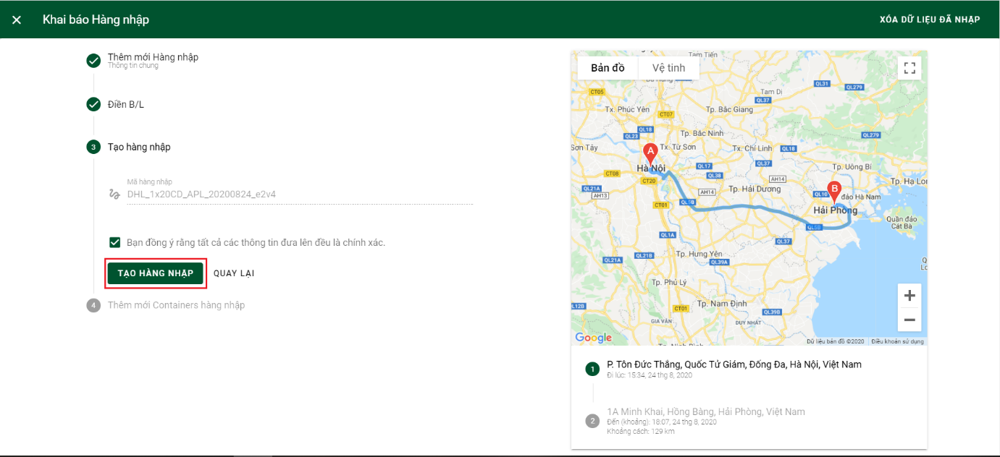 Khai báo Hàng nhập
XÓA DỮ LIỆU ĐÃ NHẬP
Thêm mới Hàng nhập
Thông tin chung
Điền B/L
3 Tạo hàng nhập
Mã hàng nhập
DHL_1x20CD_APL_20200824_e2v4
Bạn đồng ý rằng tất cả các thông tin đưa lên đều là chính xác.
TẠO HÀNG NHẬP QUAY LẠI
4 Thêm mới Containers hàng nhập
Tam Tiến
Bản đồ Vệ tinh
QL31
QL279
CT05
Tam Dị
QL37
Tx. Phúc Yên
CT07
Tp. Bắc Giang
QL18
QL23
Tp. Bắc Ninh
QL279
Sơn Tây
A
Tx. Từ Sơn
Tx. Chí Linh
QL18
Hà Nội
QL17
QL37
Tp. Uông Bí
CT08
CT20
QL38
AH14
QL21A
AH13
AH14
Tp. Hải Dương
QL10
B
đảo Hà Nam
Tp. Hạ Lon
CT01
QL5B
Hải Phòng
Quần đảo
Cát Bà
QL5B
QL1A
QL37
QL21A
QL21B
Tp. Hưng Yên
QL39A
Tp. Phủ Lý
L12B
CT01
Tp. Nam Định
QL39B
GIA VÂN
DUY NHẤT
Tp. Ninh Bình
Google
Dữ liệu bản đồ ©2020
Điều khoản sử dụng
1 P. Tôn Đức Thắng, Quốc Tử Giám, Đống Đa, Hà Nội, Việt Nam
Đi lúc: 15:34, 24 thg 8, 2020
2 1A Minh Khai, Hồng Bàng, Hải Phòng, Việt Nam
Đến (khoảng): 18:07, 24 thg 8, 2020
Khoảng cách: 129 km